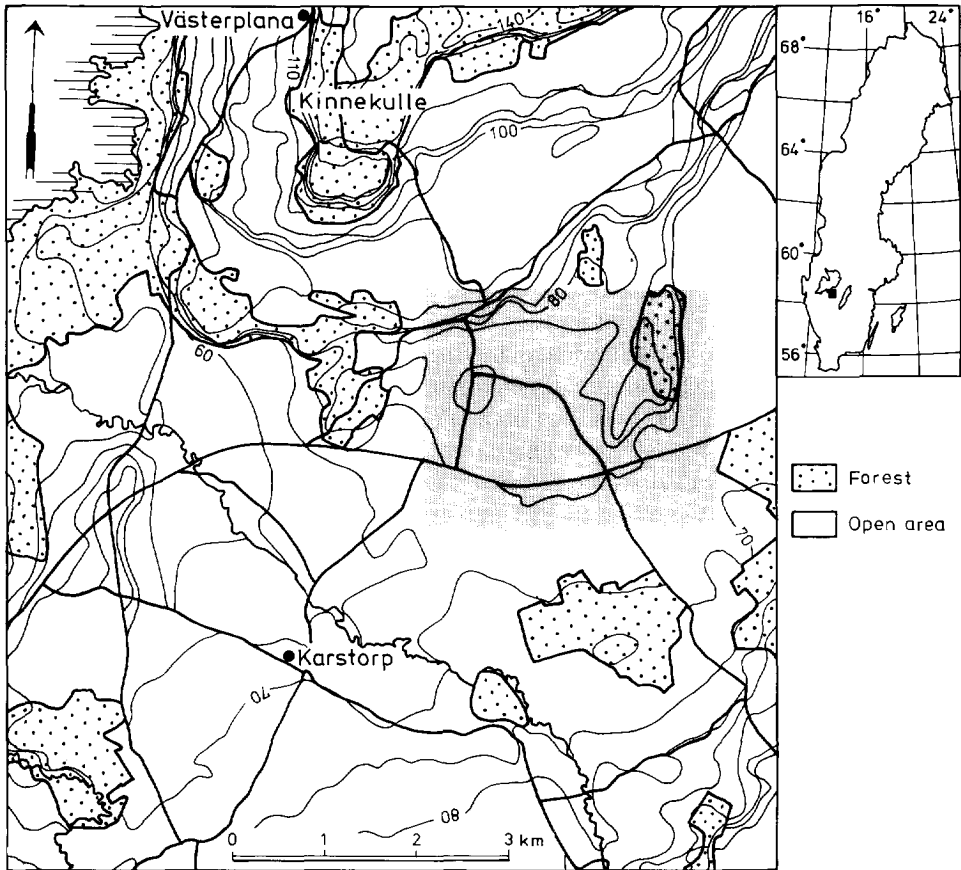 Västerplana
Kinnekulle
140
110
100
80
60
70
Karstorp
70
80
0 1 2 3 km
16° 24°
68°
64°
60°
56°
Forest
Open area